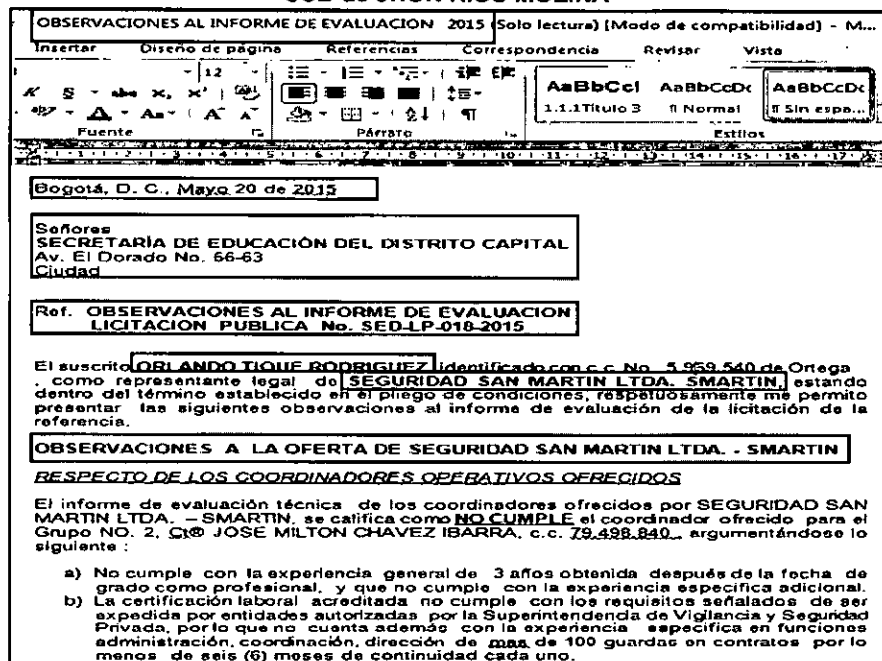 OBSERVACIONES AL INFORME DE EVALUACION 2015 (Solo lectura) [Modo de compatibilidad] - M...
Insertar Diseño de página Referencias Correspondencia Revisar Vista
12
AaBbCcI AaBbCcDc AaBbCcDc
1.1.1Título 3 ¶ Normal ¶ Sin espa...
Fuente Párrafo Estilos
Bogotá, D. C., Mayo 20 de 2015
Señores
SECRETARÍA DE EDUCACIÓN DEL DISTRITO CAPITAL
Av. El Dorado No. 66-63
Ciudad
Ref. OBSERVACIONES AL INFORME DE EVALUACION
LICITACION PUBLICA No. SED-LP-018-2015
El suscrito ORLANDO TIQUE RODRIGUEZ identificado con c.c. No. 5.959.540 de Ortega
, como representante legal de SEGURIDAD SAN MARTIN LTDA. SMARTIN, estando
dentro del término establecido en el pliego de condiciones, respetuosamente me permito
presentar las siguientes observaciones al informe de evaluación de la licitación de la
referencia.
OBSERVACIONES A LA OFERTA DE SEGURIDAD SAN MARTIN LTDA. - SMARTIN
RESPECTO DE LOS COORDINADORES OPERATIVOS OFRECIDOS
El informe de evaluación técnica de los coordinadores ofrecidos por SEGURIDAD SAN
MARTIN LTDA. – SMARTIN, se califica como NO CUMPLE el coordinador ofrecido para el
Grupo NO. 2, Ct® JOSE MILTON CHAVEZ IBARRA, c.c. 79.498.840 , argumentándose lo
siguiente :
a) No cumple con la experiencia general de 3 años obtenida después de la fecha de
grado como profesional, y que no cumple con la experiencia especifica adicional.
b) La certificación laboral acreditada no cumple con los requisitos señalados de ser
expedida por entidades autorizadas por la Superintendencia de Vigilancia y Seguridad
Privada, por lo que no cuenta además con la experiencia especifica en funciones
administración, coordinación, dirección de mas de 100 guardas en contratos por lo
menos de seis (6) meses de continuidad cada uno.